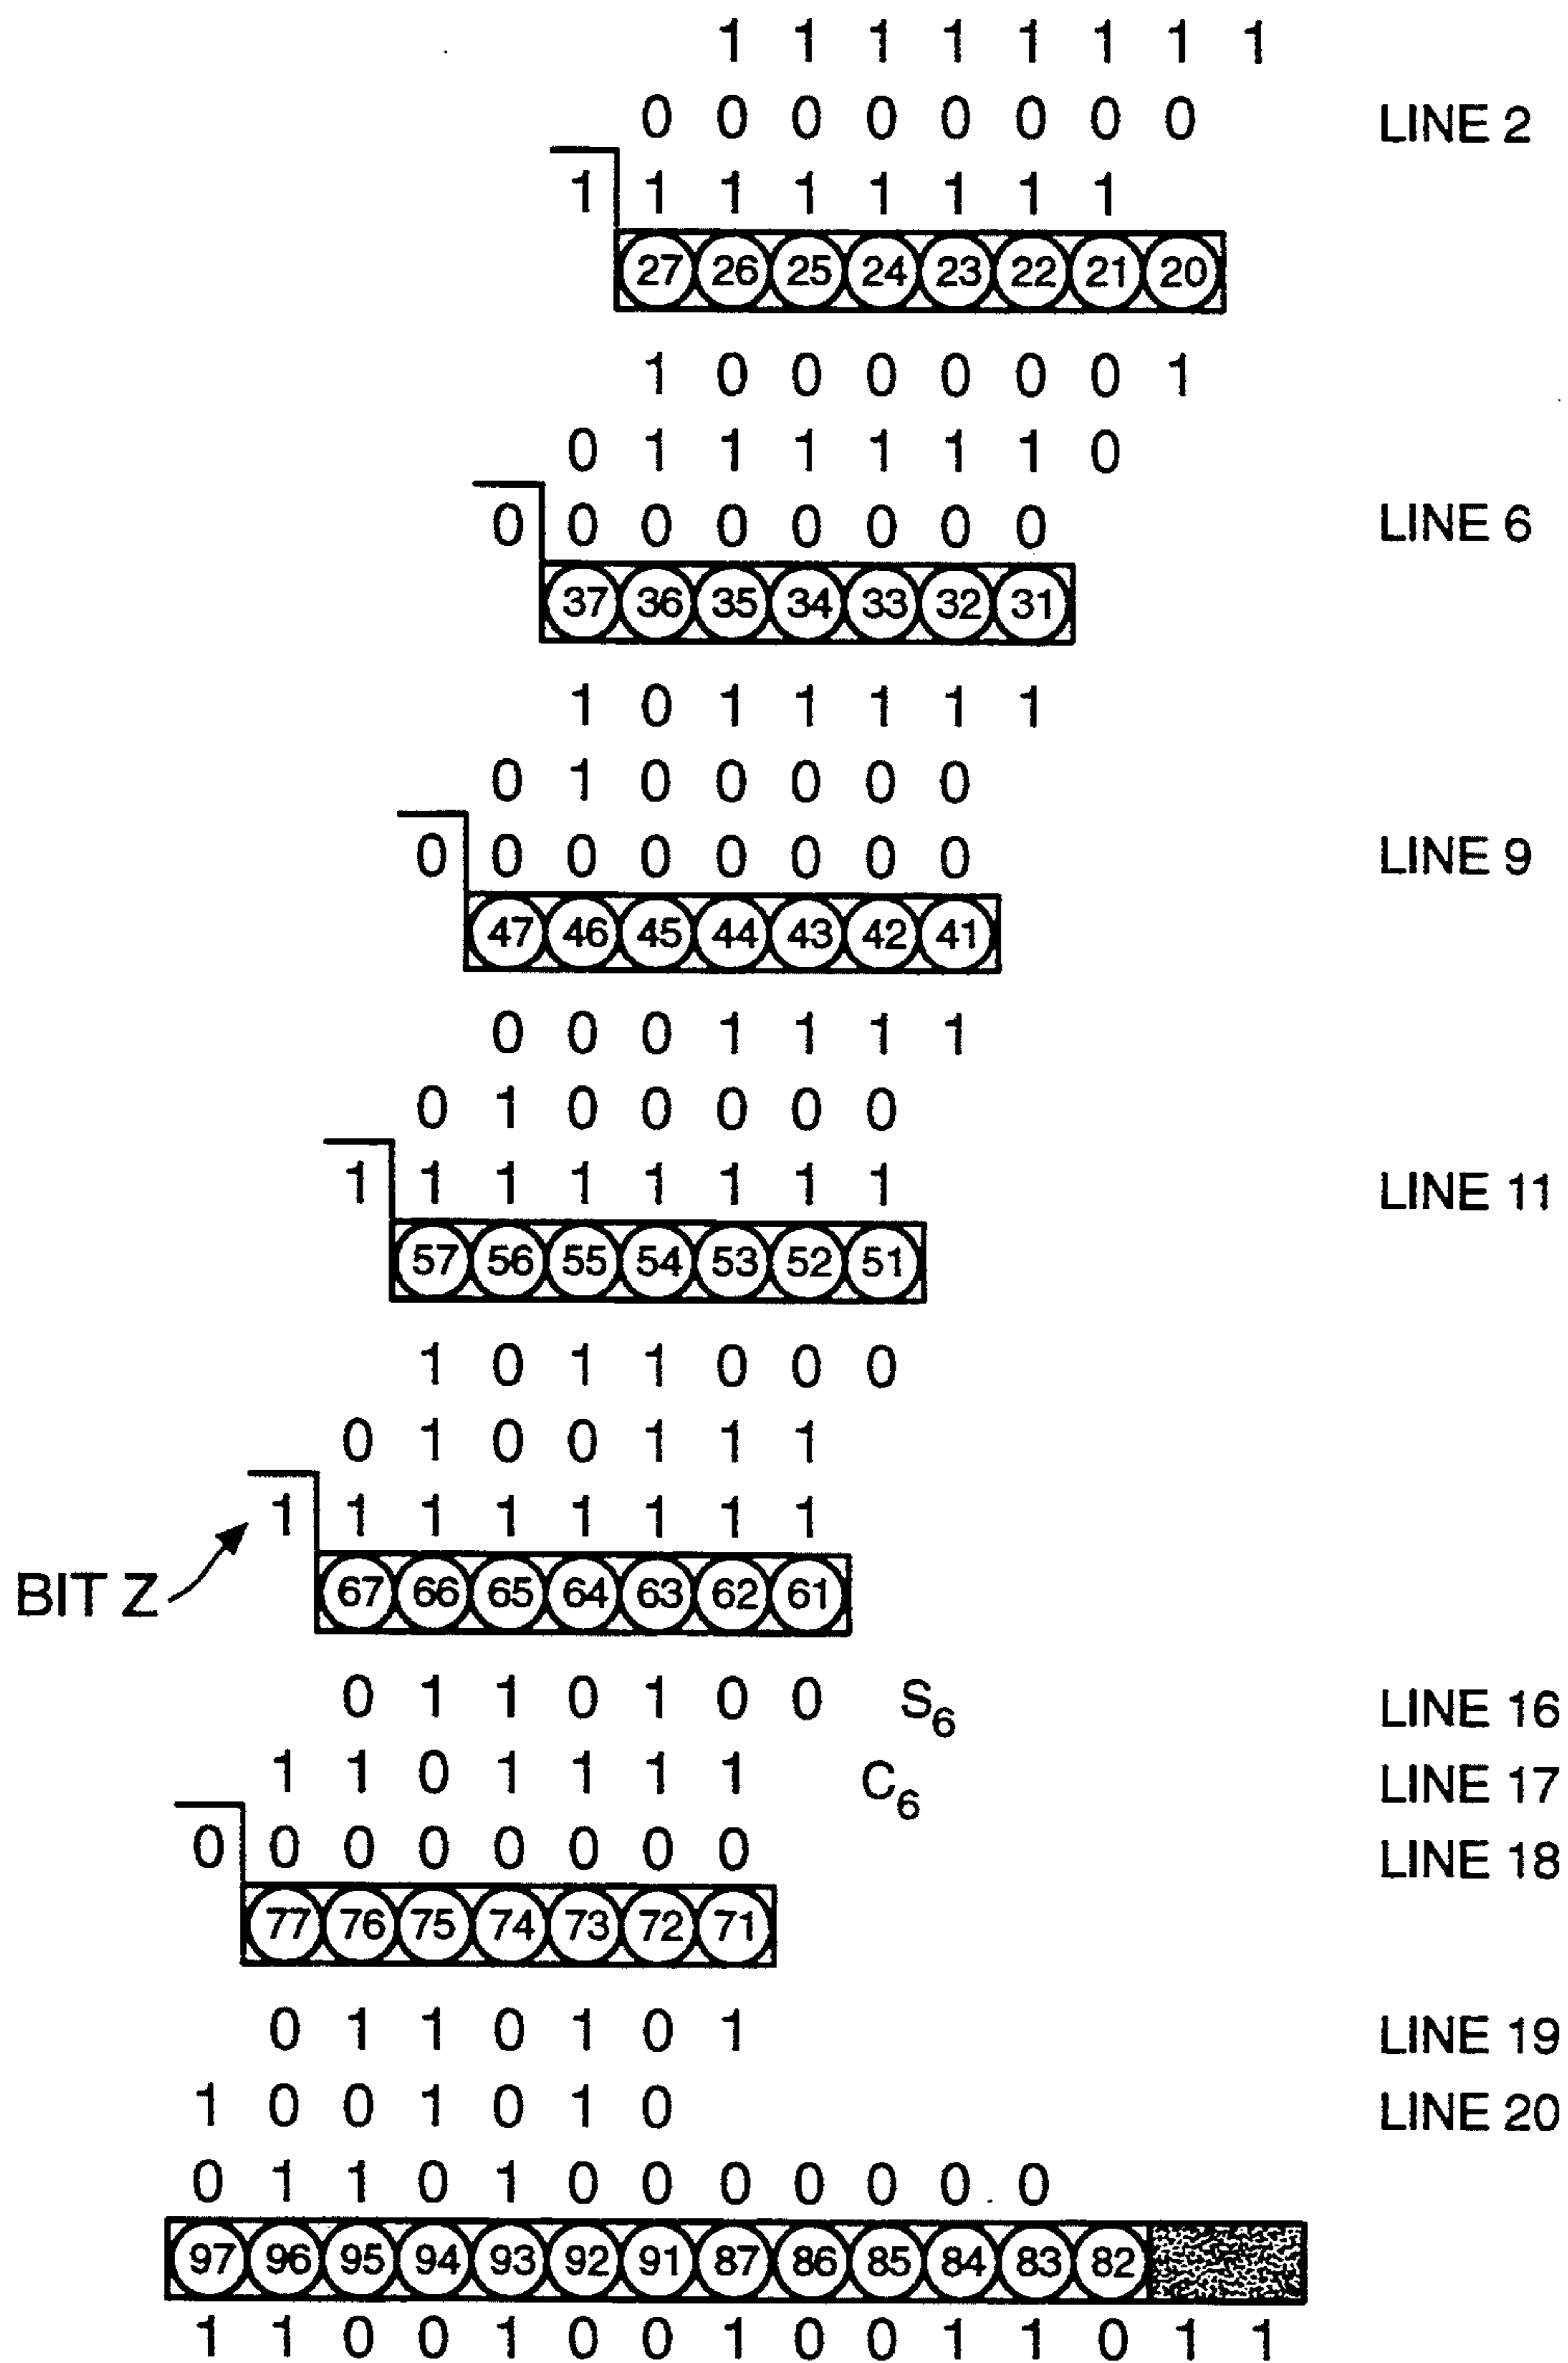 1 1 1 1 1 1 1 1
0 0 0 0 0 0 0 0 LINE 2
1 1 1 1 1 1 1 1
27 26 25 24 23 22 21 20
1 0 0 0 0 0 0 1
0 1 1 1 1 1 1 0
0 0 0 0 0 0 0 0 LINE 6
37 36 35 34 33 32 31
1 0 1 1 1 1 1
0 1 0 0 0 0 0
0 0 0 0 0 0 0 0 LINE 9
47 46 45 44 43 42 41
0 0 0 1 1 1 1
0 1 0 0 0 0 0
1 1 1 1 1 1 1 1 LINE 11
57 56 55 54 53 52 51
1 0 1 1 0 0 0
0 1 0 0 1 1 1
1 1 1 1 1 1 1 1
BIT Z 67 66 65 64 63 62 61
0 1 1 0 1 0 0 S6 LINE 16
1 1 0 1 1 1 1 C6 LINE 17
0 0 0 0 0 0 0 0 LINE 18
77 76 75 74 73 72 71
0 1 1 0 1 0 1 LINE 19
1 0 0 1 0 1 0 LINE 20
0 1 1 0 1 0 0 0 0 0 0 0
97 96 95 94 93 92 91 87 86 85 84 83 82
1 1 0 0 1 0 0 1 0 0 1 1 0 1 1